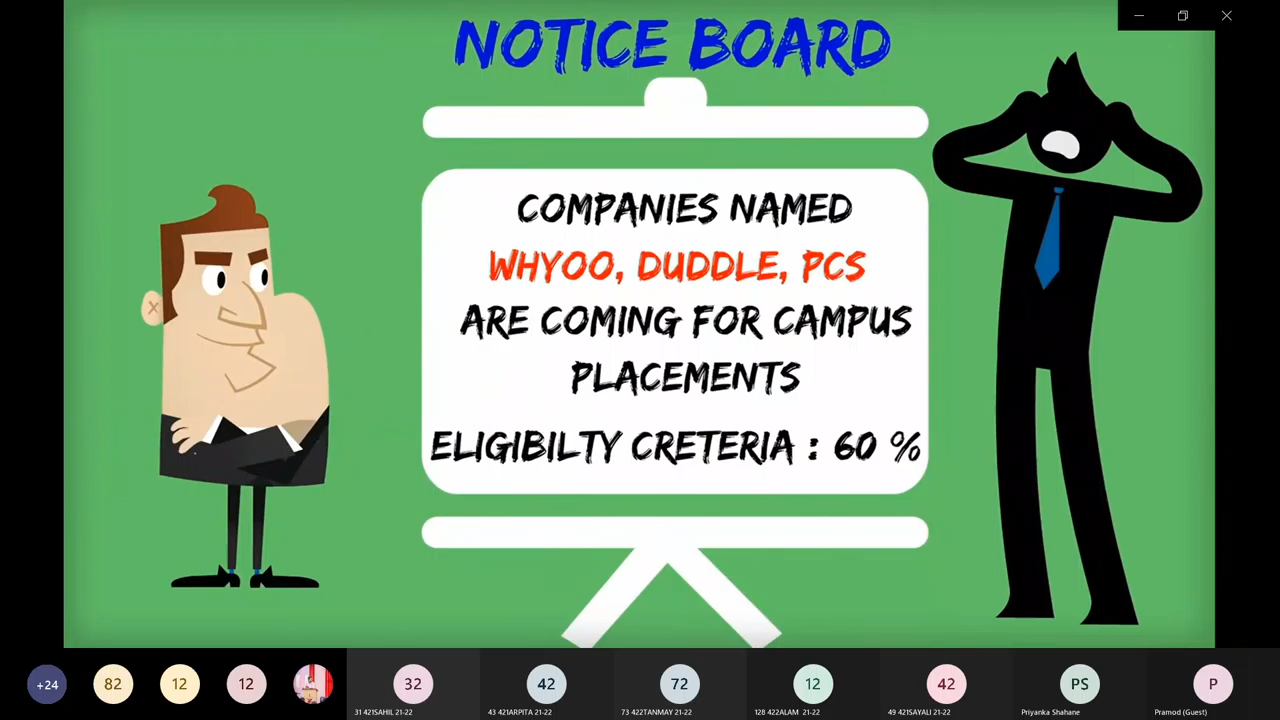 NOTICE BOARD
COMPANIES NAMED
WHYOO, DUDDLE, PCS
ARE COMING FOR CAMPUS
PLACEMENTS
ELIGIBILTY CRETERIA : 60 %
+24
82
12
12
32
42
72
12
42
PS
P
31 421SAHIL 21-22
43 421ARPITA 21-22
73 422TANMAY 21-22
128 422ALAM 21-22
49 421SAYALI 21-22
Priyanka Shahane
Pramod (Guest)